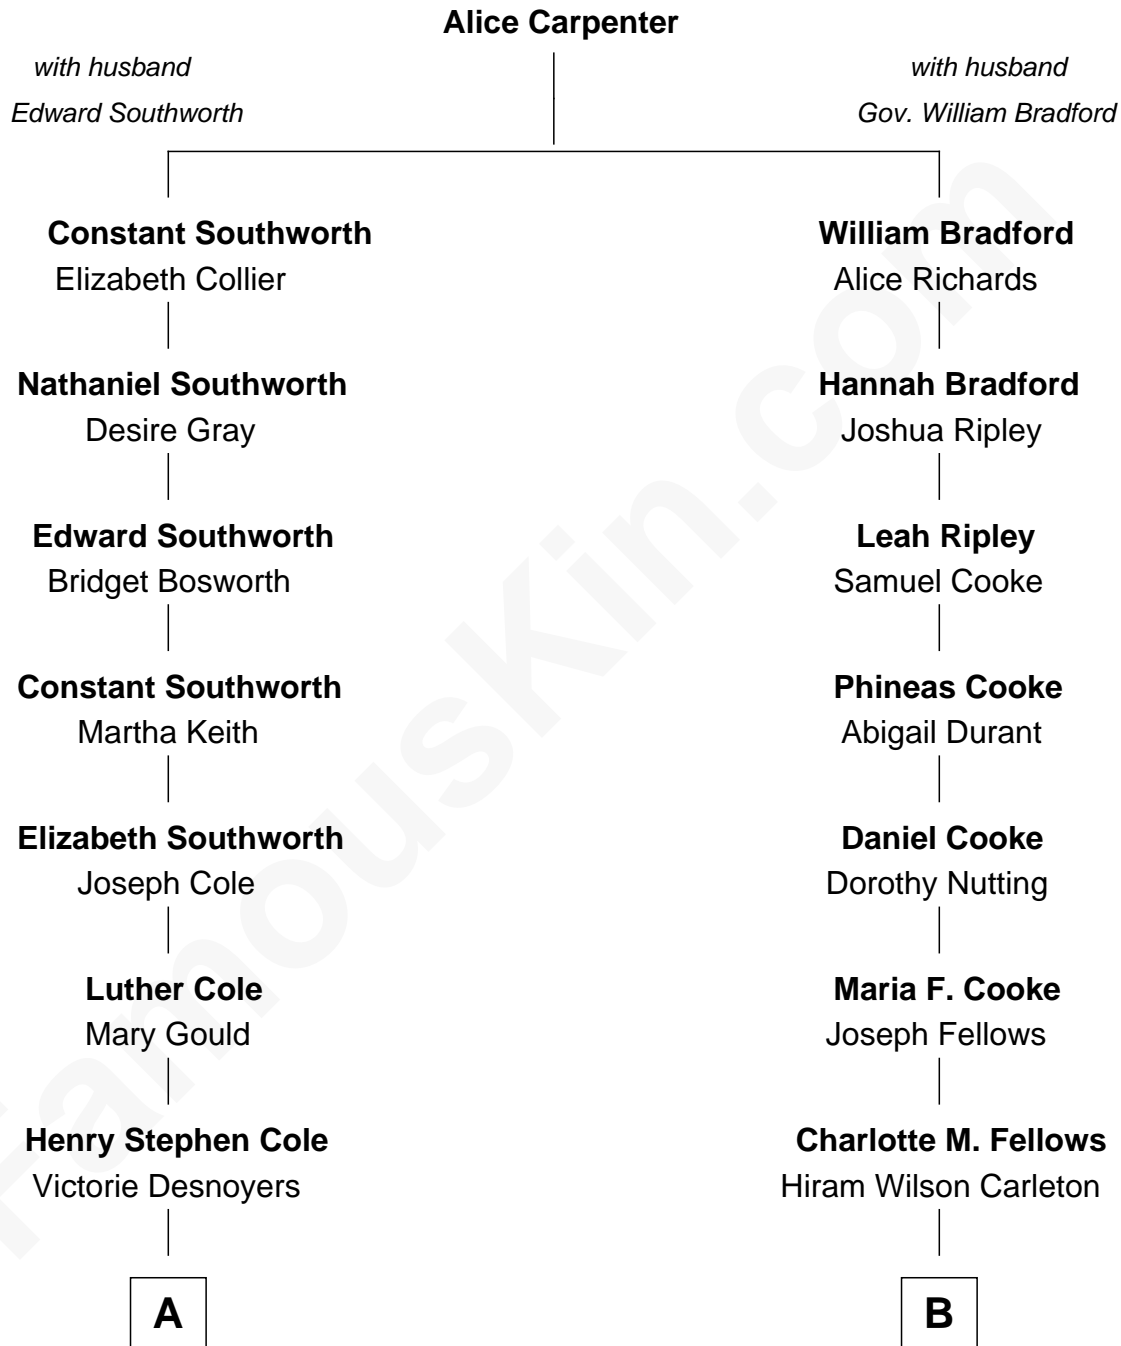 Alice Carpenter
with husband
Edward Southworth
with husband
Gov. William Bradford
Constant Southworth
Elizabeth Collier
William Bradford
Alice Richards
Nathaniel Southworth
Desire Gray
Hannah Bradford
Joshua Ripley
Edward Southworth
Bridget Bosworth
Leah Ripley
Samuel Cooke
Constant Southworth
Martha Keith
Phineas Cooke
Abigail Durant
Elizabeth Southworth
Joseph Cole
Daniel Cooke
Dorothy Nutting
Luther Cole
Mary Gould
Maria F. Cooke
Joseph Fellows
Henry Stephen Cole
Victorie Desnoyers
Charlotte M. Fellows
Hiram Wilson Carleton
A
B
FamousKin.com